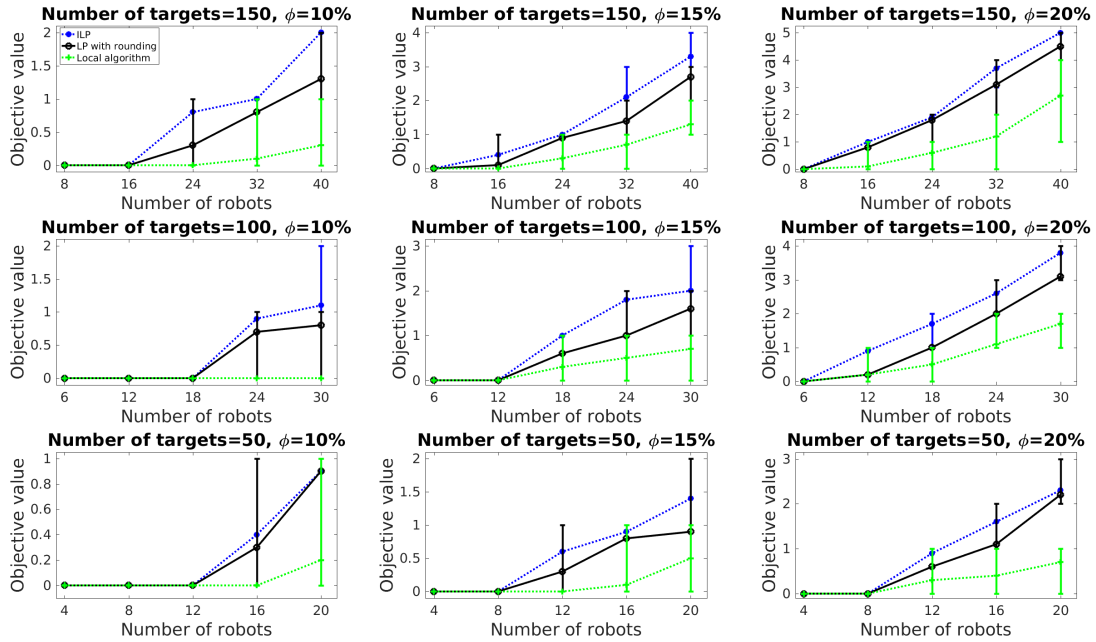 Number of targets=150, ϕ=10%
Number of targets=150, ϕ=15%
Number of targets=150, ϕ=20%
Objective value
2
1.5
1
0.5
0
ILP
LP with rounding
Local algorithm
8 16 24 32 40
Number of robots
Objective value
4
3
2
1
0
8 16 24 32 40
Number of robots
Objective value
5
4
3
2
1
0
8 16 24 32 40
Number of robots
Number of targets=100, ϕ=10%
Number of targets=100, ϕ=15%
Number of targets=100, ϕ=20%
Objective value
2
1.5
1
0.5
0
6 12 18 24 30
Number of robots
Objective value
3
2
1
0
6 12 18 24 30
Number of robots
Objective value
4
3
2
1
0
6 12 18 24 30
Number of robots
Number of targets=50, ϕ=10%
Number of targets=50, ϕ=15%
Number of targets=50, ϕ=20%
Objective value
1
0.8
0.6
0.4
0.2
0
4 8 12 16 20
Number of robots
Objective value
2
1.5
1
0.5
0
4 8 12 16 20
Number of robots
Objective value
3
2
1
0
4 8 12 16 20
Number of robots